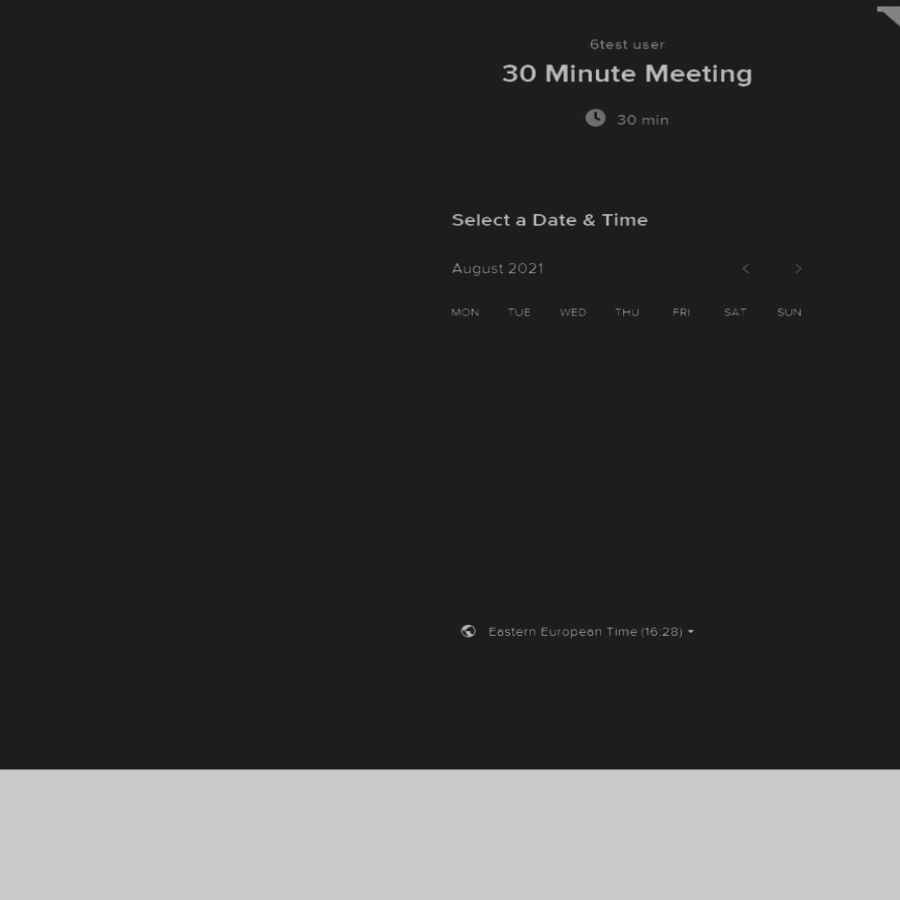 6test user
30 Minute Meeting
30 min
Select a Date & Time
August 2021
MON TUE WED THU FRI SAT SUN
Eastern European Time (16:28)